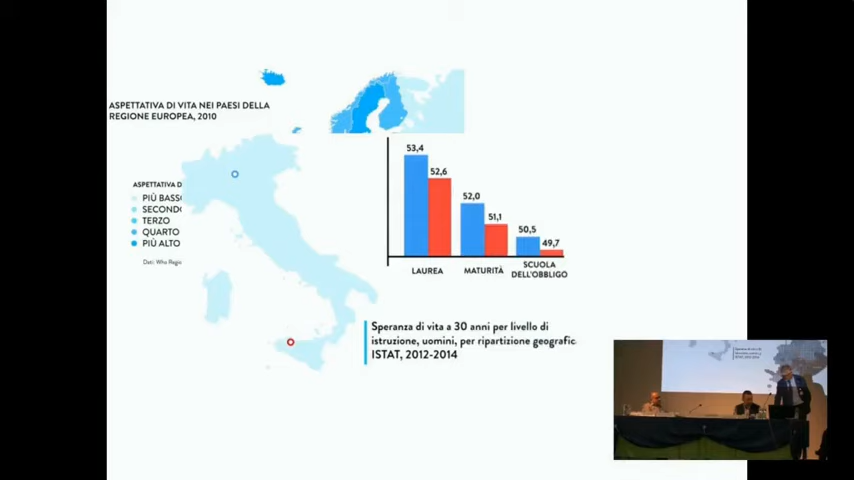 ASPETTATIVA DI VITA NEI PAESI DELLA
REGIONE EUROPEA, 2010
ASPETTATIVA D
PIÙ BASS
SECONDO
TERZO
QUARTO
PIÙ ALTO
Dati: Who Regio
53,4
52,6
52,0
51,1
50,5
49,7
LAUREA
MATURITÀ
SCUOLA
DELL'OBBLIGO
Speranza di vita a 30 anni per livello di
istruzione, uomini, per ripartizione geografic
ISTAT, 2012-2014